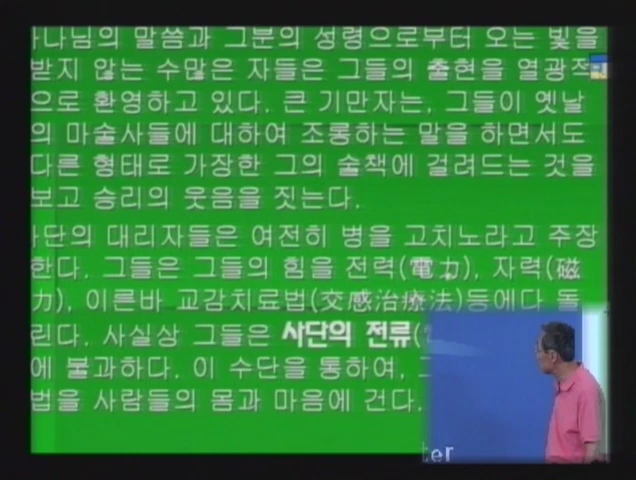 하나님의 말씀과 그분의 성령으로부터 오는 빛을
받지 않는 수많은 자들은 그들의 출현을 열광적
으로 환영하고 있다. 큰 기만자는, 그들이 옛날
의 마술사들에 대하여 조롱하는 말을 하면서도
다른 형태로 가장한 그의 술책에 걸려드는 것을
보고 승리의 웃음을 짓는다.
사단의 대리자들은 여전히 병을 고치노라고 주장
한다. 그들은 그들의 힘을 전력(電力), 자력(磁
力), 이른바 교감치료법(交感治療法)등에다 돌
린다. 사실상 그들은 사단의 전류(
에 불과하다. 이 수단을 통하여,
법을 사람들의 몸과 마음에 건다.
ter